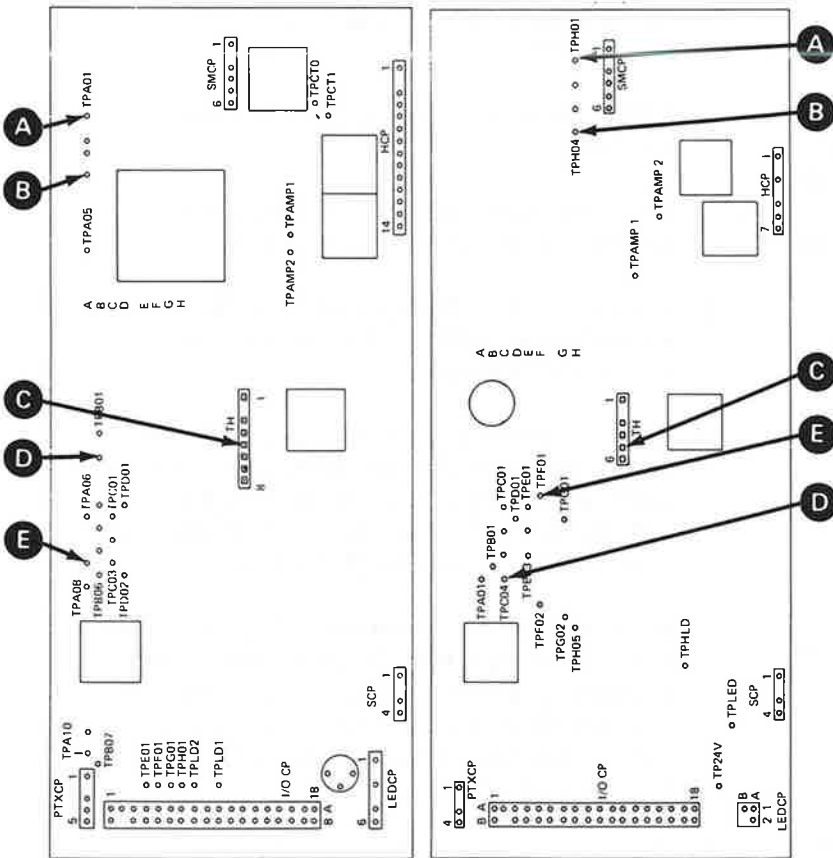 TPA01
1
SMCP
6
TPCT0
TPCT1
1
HCP
14
A
B
TPA05
TPAMP1
TPAMP2
A
B
C
D
E
F
G
H
C
D
E
TPB01
TH
1
8
TPA06
TPC01
TPD01
TPA08
TPB06
TPC03
TPD02
SCP
4
1
TPA10
TPB07
PTXCP
5
1
TPE01
TPF01
TPG01
TPH01
TPLD2
TPLD1
1
I/O CP
18
B A
LEDCP
6
1
TPH01
1
SMCP
6
TPH04
A
B
TPAMP 2
TPAMP 1
1
HCP
7
A
B
C
D
E
F
G
H
C
E
D
1
TH
6
TPC01
TPD01
TPE01
TPF01
TPG01
TPB01
TPA01
TPC04
TPF02
TPG02
TPH05
TPHLD
TPLED
TP24V
SCP
4
1
PTXCP
4
1
B A
1
I/O CP
18
B
A
2 1
LEDCP